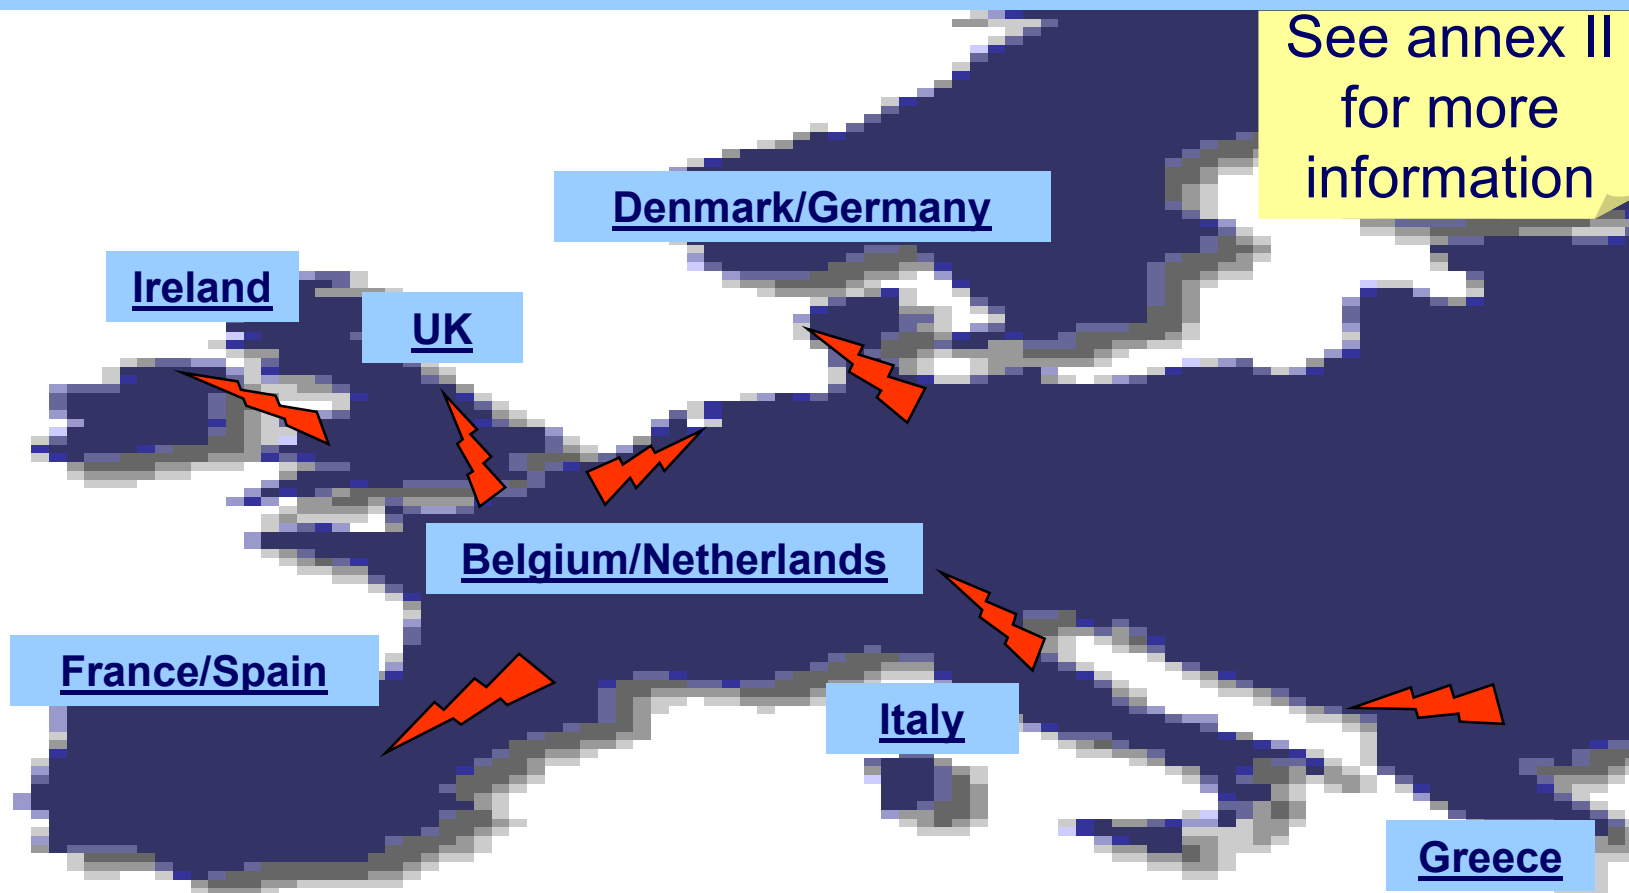 See annex II
for more
information
Denmark/Germany
Ireland
UK
Belgium/Netherlands
France/Spain
Italy
Greece